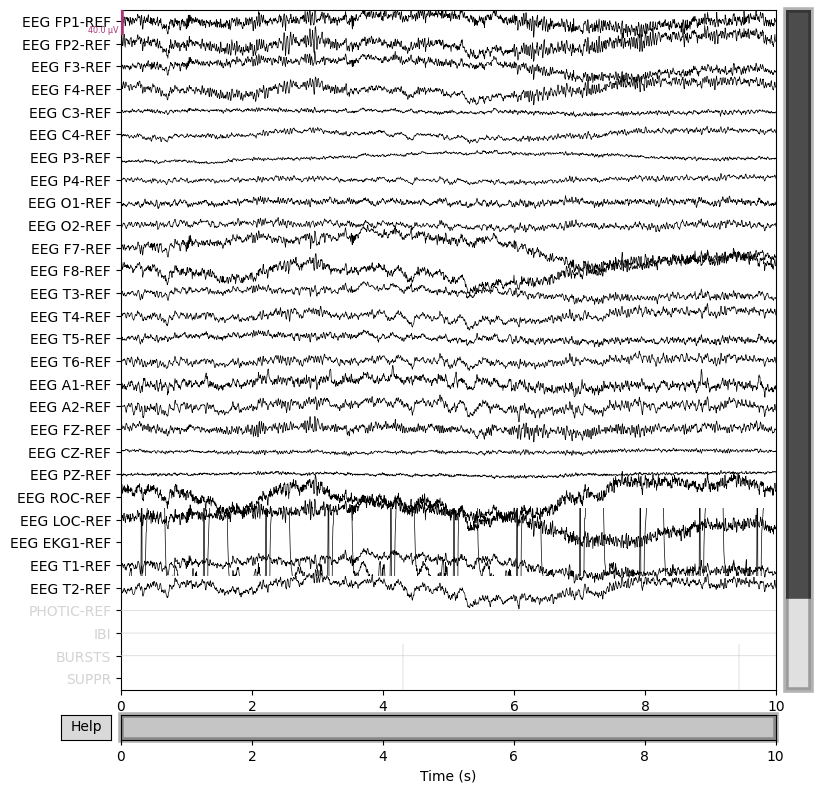 EEG FP1-REF
40.0 µV
EEG FP2-REF
EEG F3-REF
EEG F4-REF
EEG C3-REF
EEG C4-REF
EEG P3-REF
EEG P4-REF
EEG O1-REF
EEG O2-REF
EEG F7-REF
EEG F8-REF
EEG T3-REF
EEG T4-REF
EEG T5-REF
EEG T6-REF
EEG A1-REF
EEG A2-REF
EEG FZ-REF
EEG CZ-REF
EEG PZ-REF
EEG ROC-REF
EEG LOC-REF
EEG EKG1-REF
EEG T1-REF
EEG T2-REF
PHOTIC-REF
IBI
BURSTS
SUPPR
0 2 4 6 8 10
Help
0 2 4 6 8 10
Time (s)